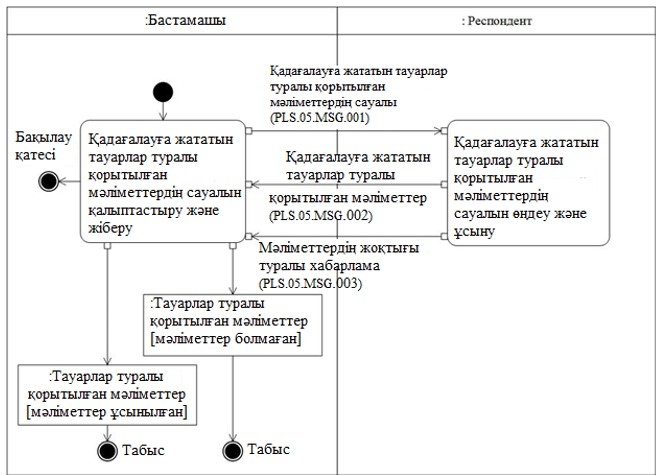 :Бастамашы
: Респондент
Қадағалауға жататын тауарлар
туралы қорытылған
мәліметтердің сауалы
(PLS.05.MSG.001)
Бақылау
қатесі
Қадағалауға жататын
тауарлар туралы
қорытылған
мәліметтердің сауалын
қалыптастыру және
жіберу
Қадағалауға жататын
тауарлар туралы
қорытылған мәліметтер
(PLS.05.MSG.002)
Қадағалауға жататын
тауарлар туралы
қорытылған
мәліметтердің
сауалын өңдеу және
ұсыну
Мәліметтердің жоқтығы
туралы хабарлама
(PLS.05.MSG.003)
:Тауарлар туралы
қорытылған мәліметтер
[мәліметтер болмаған]
:Тауарлар туралы
қорытылған мәліметтер
[мәліметтер ұсынылған]
Табыс
Табыс